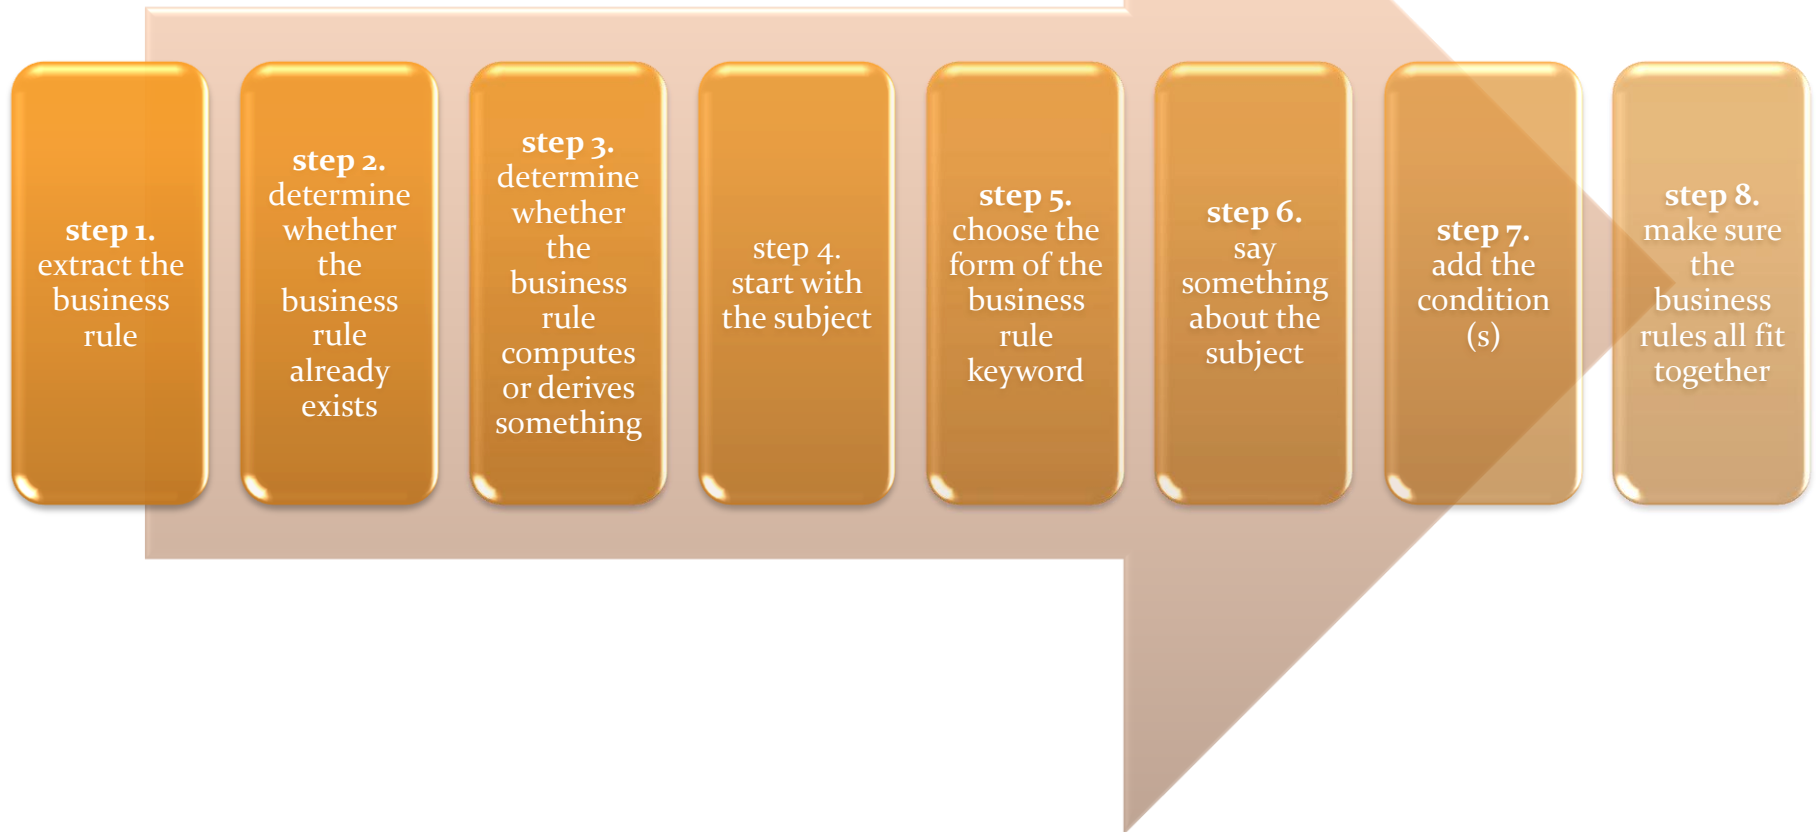 step 1.
extract the
business
rule
step 2.
determine
whether
the
business
rule
already
exists
step 3.
determine
whether
the
business
rule
computes
or derives
something
step 4.
start with
the subject
step 5.
choose the
form of the
business
rule
keyword
step 6.
say
something
about the
subject
step 7.
add the
condition
(s)
step 8.
make sure
the
business
rules all fit
together